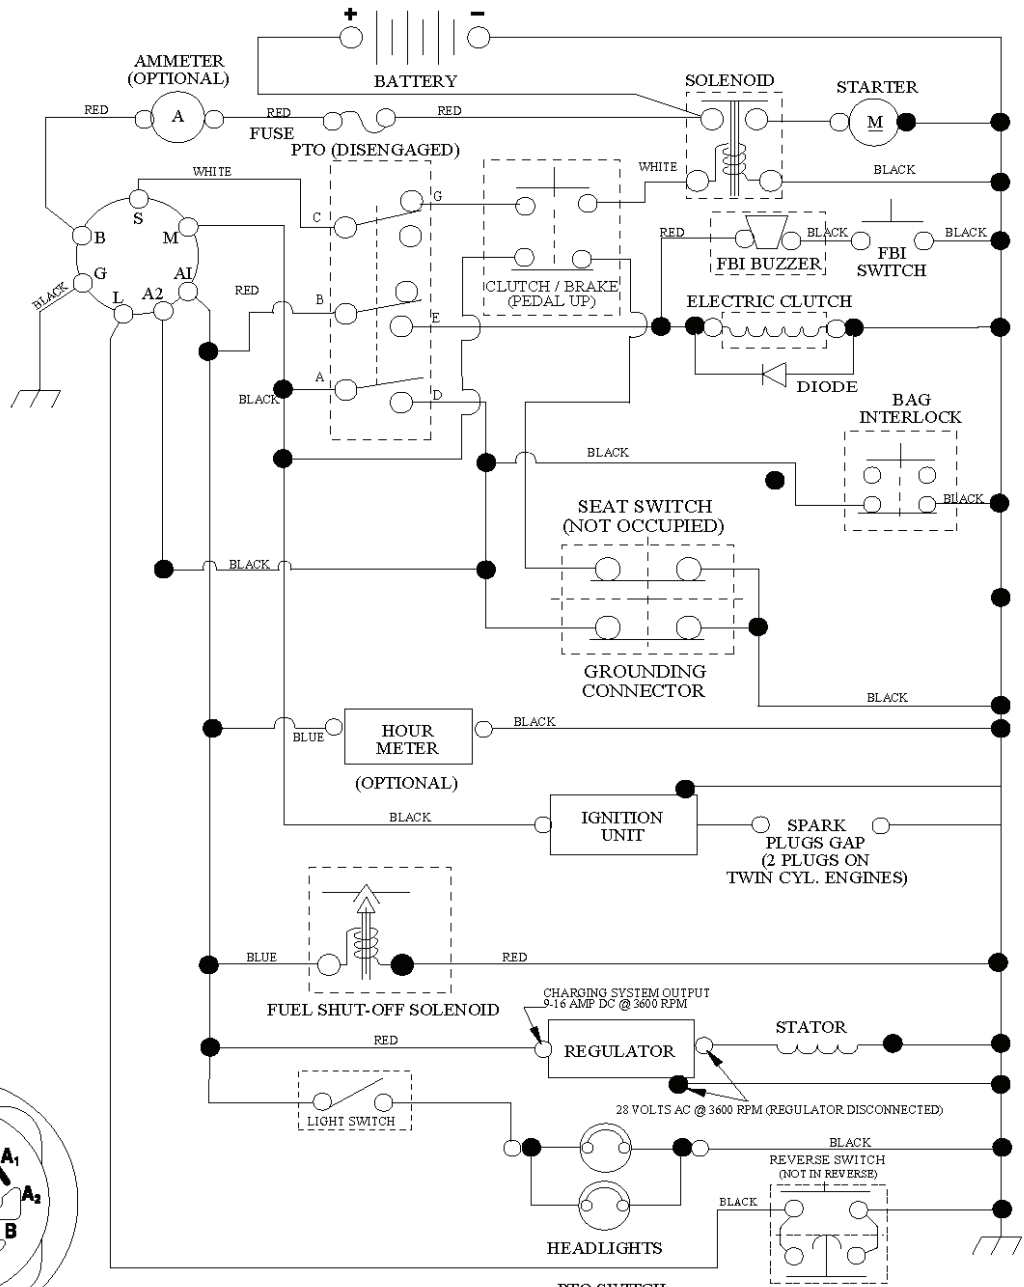 + -
BATTERY
AMMETER
(OPTIONAL)
SOLENOID
STARTER
RED
A
RED
FUSE
RED
M
PTO (DISENGAGED)
WHITE
WHITE
BLACK
S
C
G
B
M
RED
BLACK
BLACK
FBI BUZZER
FBI
SWITCH
G
A1
BLACK
L
A2
RED
B
CLUTCH / BRAKE
(PEDAL UP)
E
ELECTRIC CLUTCH
DIODE
A
BLACK
D
BAG
INTERLOCK
BLACK
BLACK
SEAT SWITCH
(NOT OCCUPIED)
BLACK
GROUNDING
CONNECTOR
BLACK
BLUE
HOUR
METER
BLACK
(OPTIONAL)
BLACK
IGNITION
UNIT
SPARK
PLUGS GAP
(2 PLUGS ON
TWIN CYL. ENGINES)
BLUE
RED
FUEL SHUT-OFF SOLENOID
CHARGING SYSTEM OUTPUT
9-16 AMP DC @ 3600 RPM
RED
REGULATOR
STATOR
28 VOLTS AC @ 3600 RPM (REGULATOR DISCONNECTED)
LIGHT SWITCH
BLACK
REVERSE SWITCH
(NOT IN REVERSE)
A1
A2
B
BLACK
HEADLIGHTS
PTO SWITCH